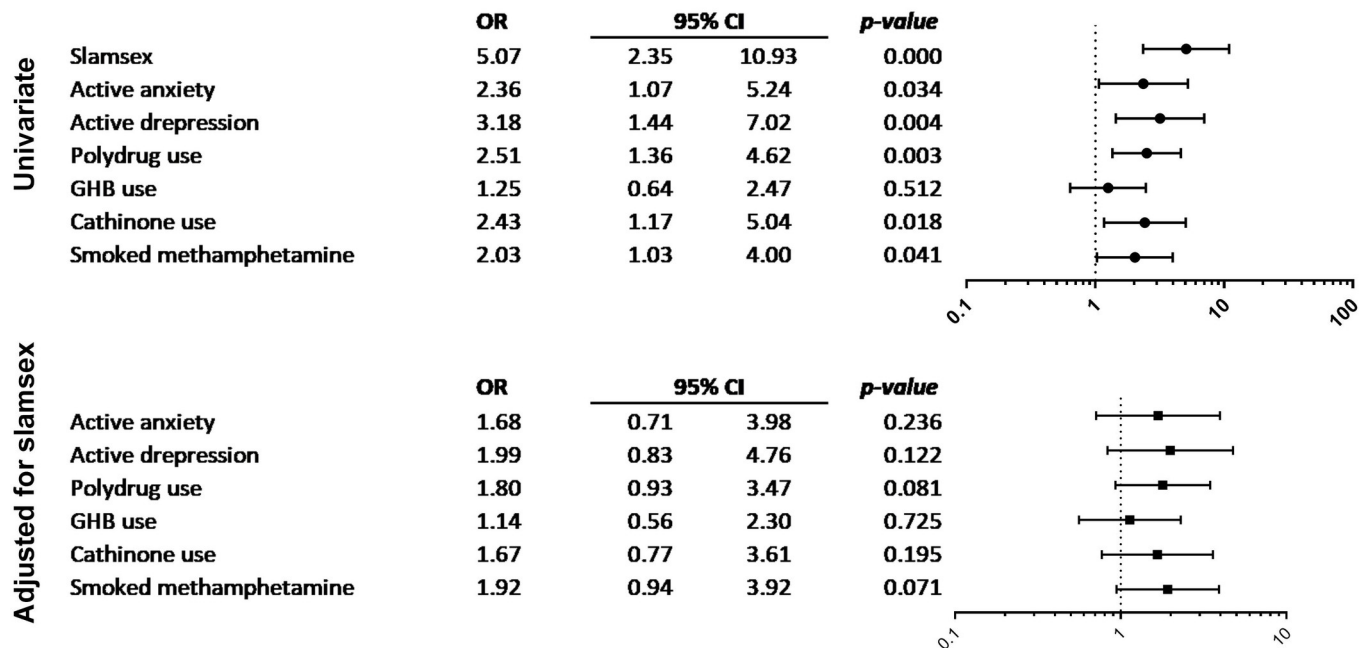 Univariate
OR 95% CI p-value
Slamsex 5.07 2.35 10.93 0.000
Active anxiety 2.36 1.07 5.24 0.034
Active drepression 3.18 1.44 7.02 0.004
Polydrug use 2.51 1.36 4.62 0.003
GHB use 1.25 0.64 2.47 0.512
Cathinone use 2.43 1.17 5.04 0.018
Smoked methamphetamine 2.03 1.03 4.00 0.041
0.1 1 10 100
Adjusted for slamsex
OR 95% CI p-value
Active anxiety 1.68 0.71 3.98 0.236
Active drepression 1.99 0.83 4.76 0.122
Polydrug use 1.80 0.93 3.47 0.081
GHB use 1.14 0.56 2.30 0.725
Cathinone use 1.67 0.77 3.61 0.195
Smoked methamphetamine 1.92 0.94 3.92 0.071
0.1 1 10